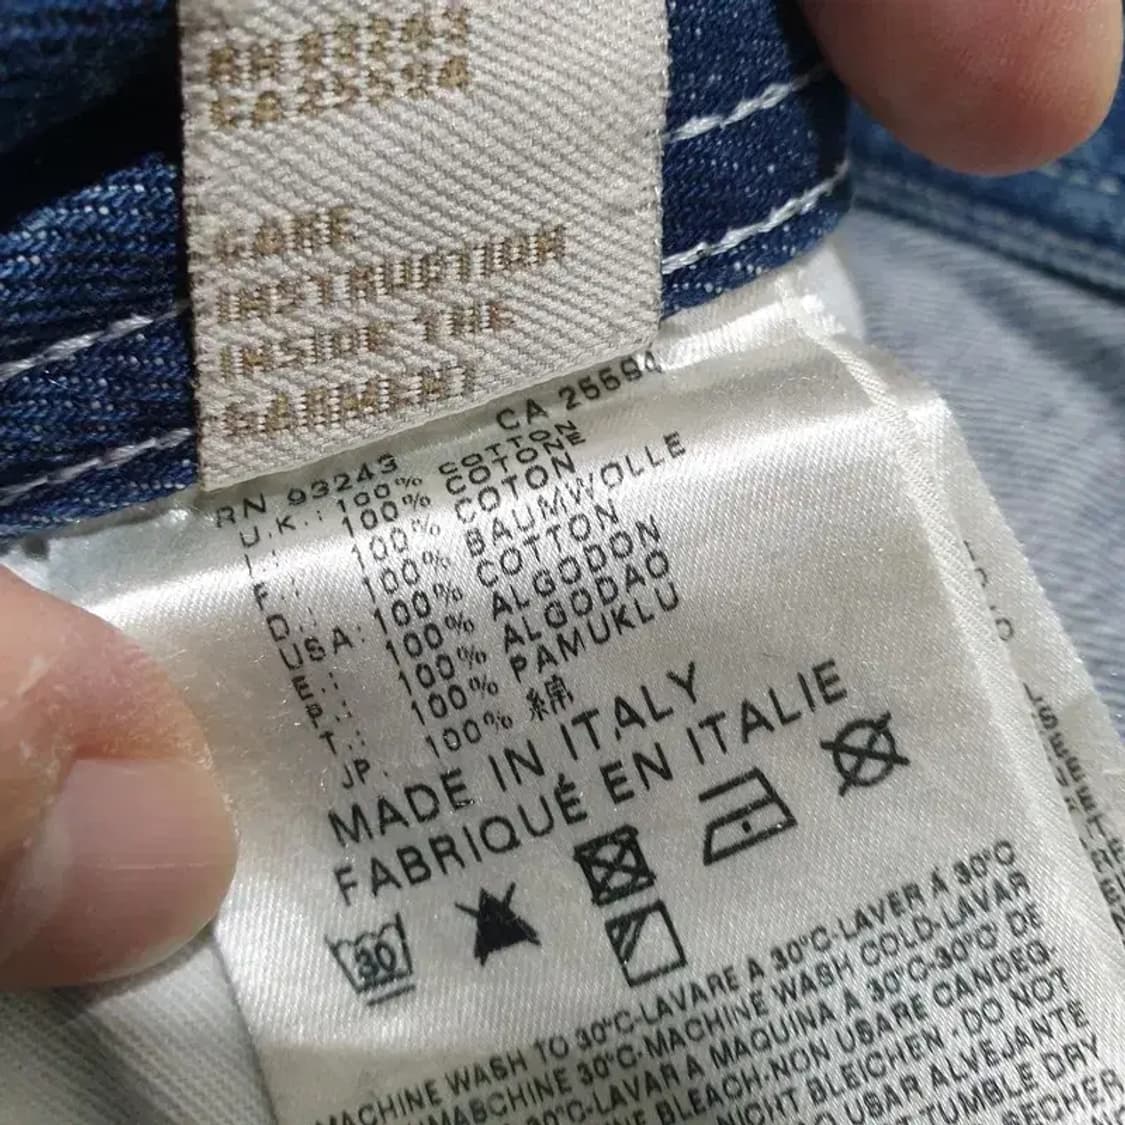 RN 93243
CA 25594
CARE
INSTRUCTION
INSIDE THE
GARMENT
RN 93243 CA 25594
U.K.: 100% COTTON
I.: 100% COTONE
F.: 100% COTON
D.: 100% BAUMWOLLE
USA: 100% COTTON
E.: 100% ALGODON
P.: 100% ALGODAO
T.: 100% PAMUKLU
JP. 100% 綿
MADE IN ITALY
FABRIQUÉ EN ITALIE
30
MACHINE WASH TO 30°C-LAVARE A 30°C-LAVER A 30°C
30°C-MACHINE WASH COLD-LAVAR
30°C-LAVAR A MAQUINA A 30°C-30°C' DE
BLEACH-NON USARE CANDEG.
NICHT BLEICHEN - DO NOT
USAR ALVEJANTE
TUMBLE DRY